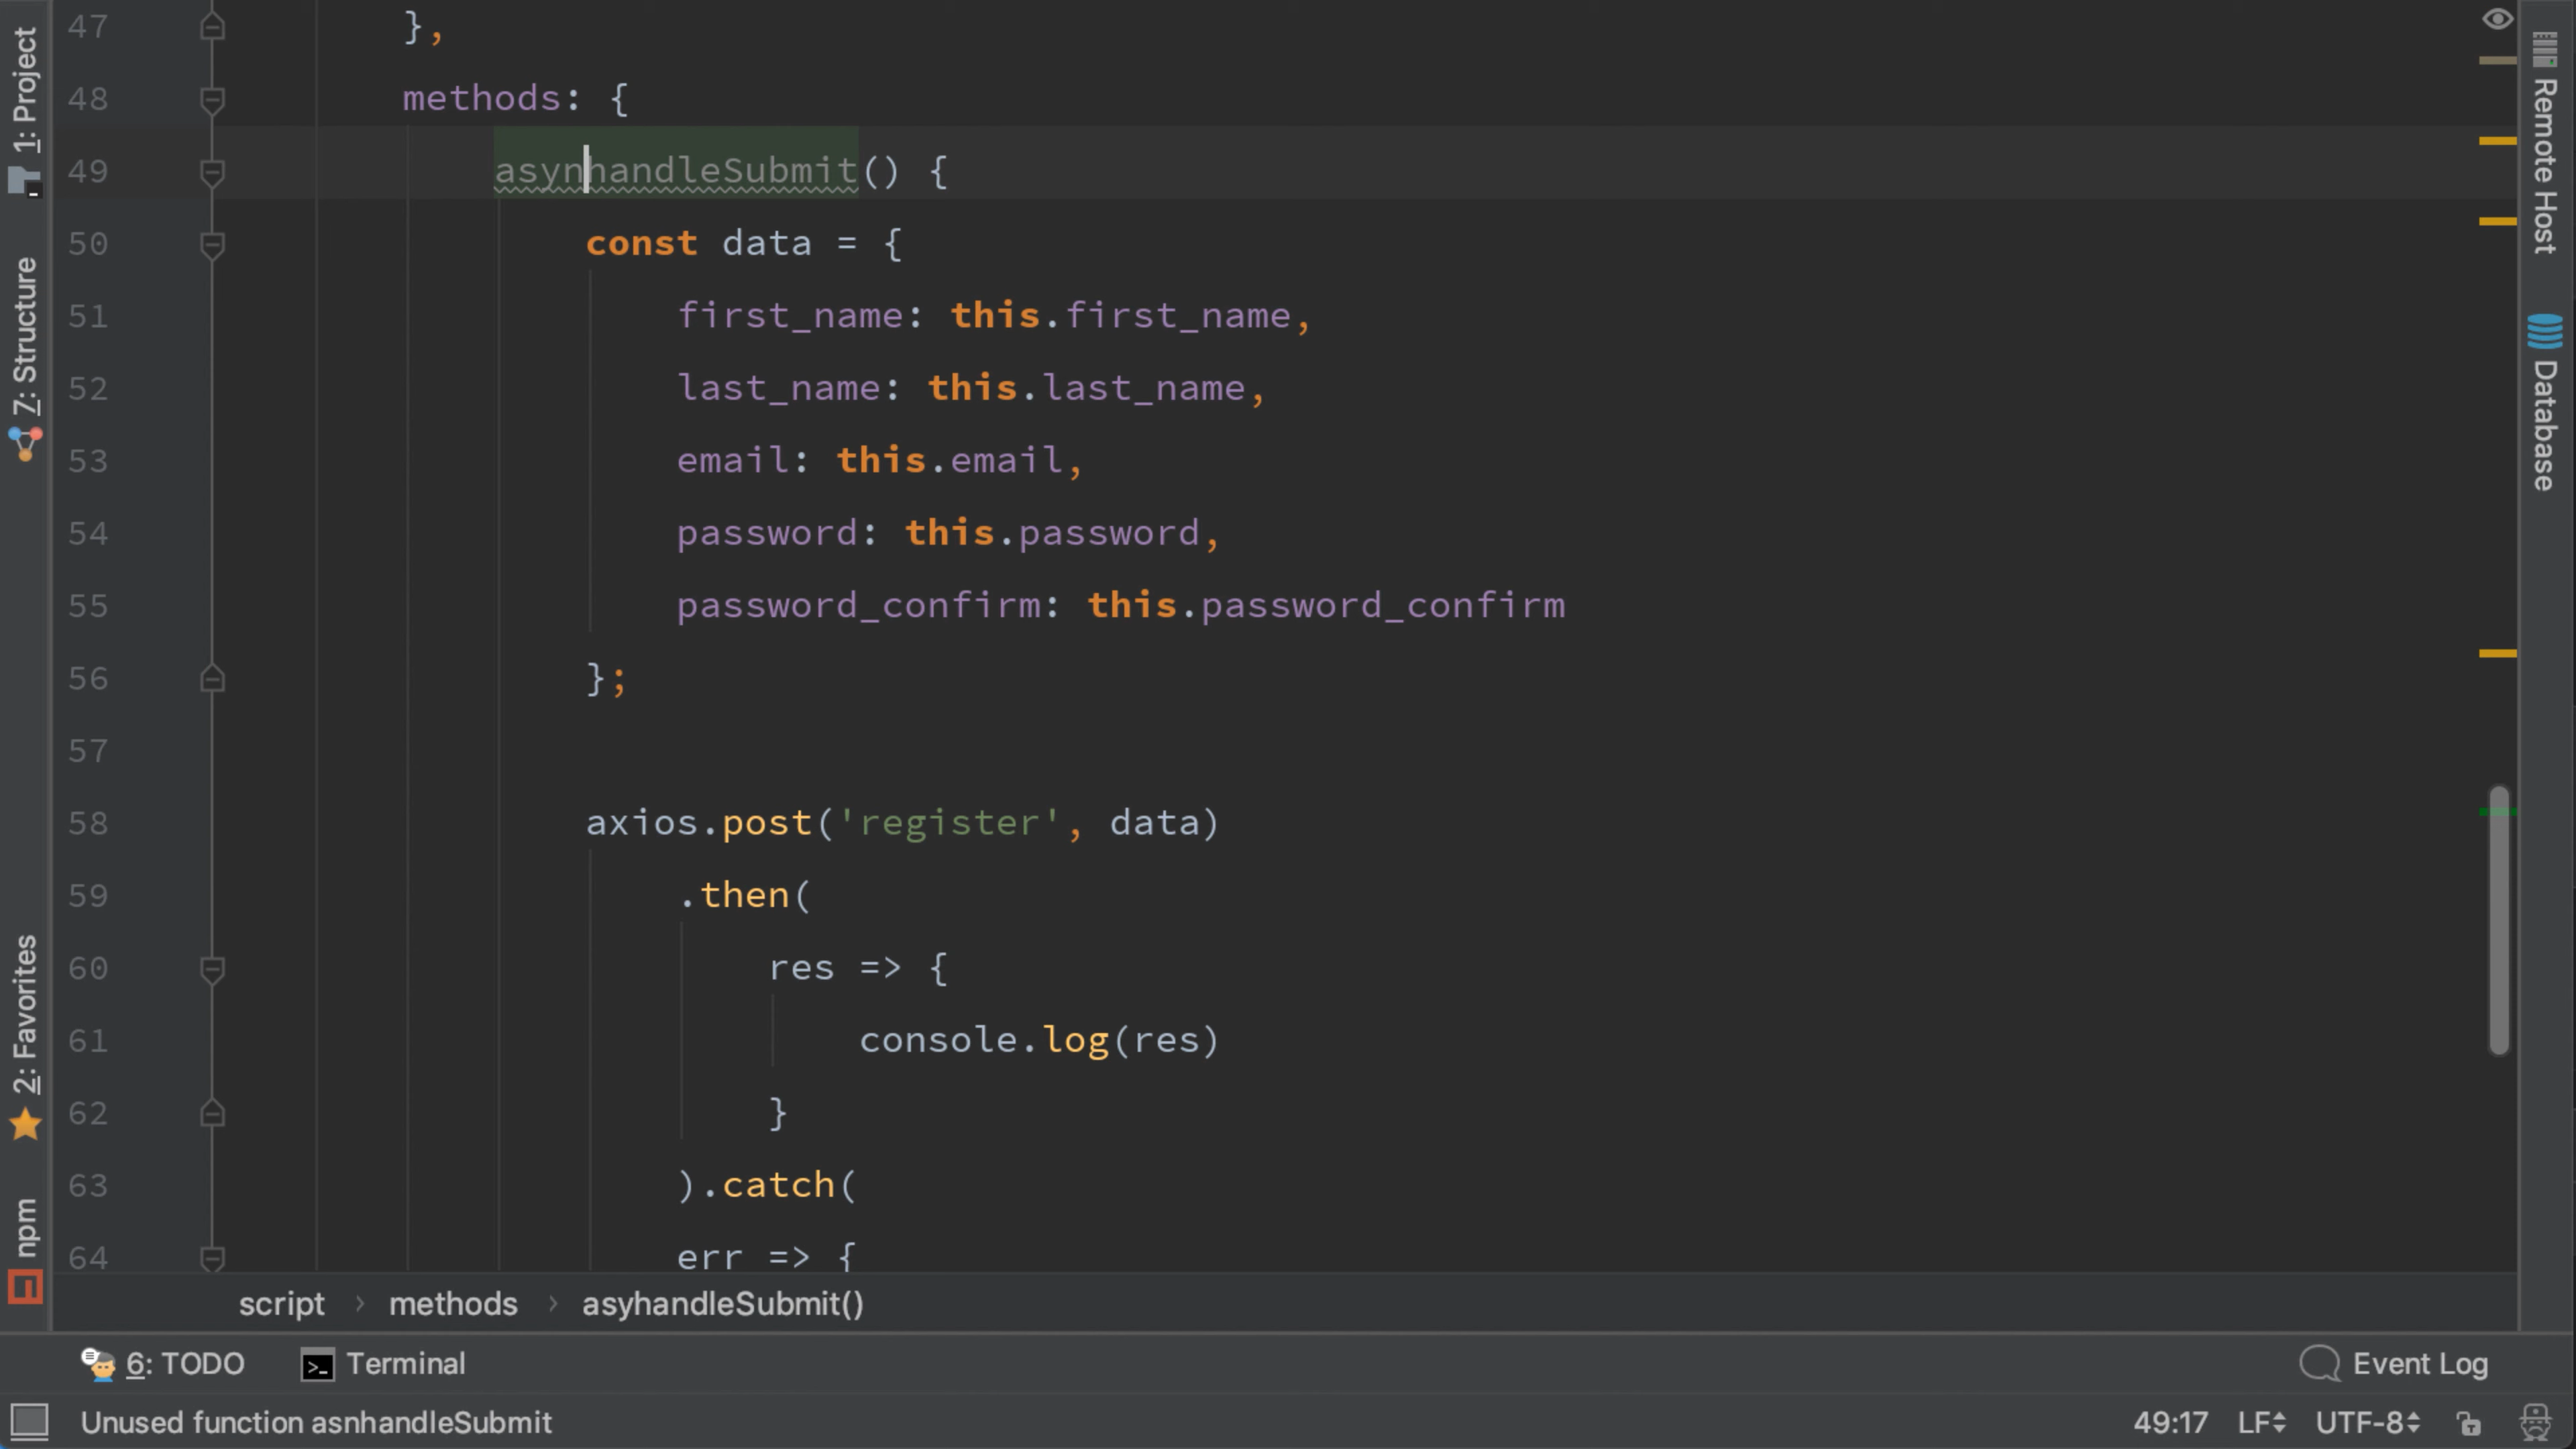 1: Project
7: Structure
2: Favorites
npm
47 },
48 methods: {
49 asynhandleSubmit() {
50 const data = {
51 first_name: this.first_name,
52 last_name: this.last_name,
53 email: this.email,
54 password: this.password,
55 password_confirm: this.password_confirm
56 };
57
58 axios.post('register', data)
59 .then(
60 res => {
61 console.log(res)
62 }
63 ).catch(
64 err => {
Remote Host
Database
script › methods › asyhandleSubmit()
6: TODO Terminal Event Log
Unused function asnhandleSubmit 49:17 LF UTF-8